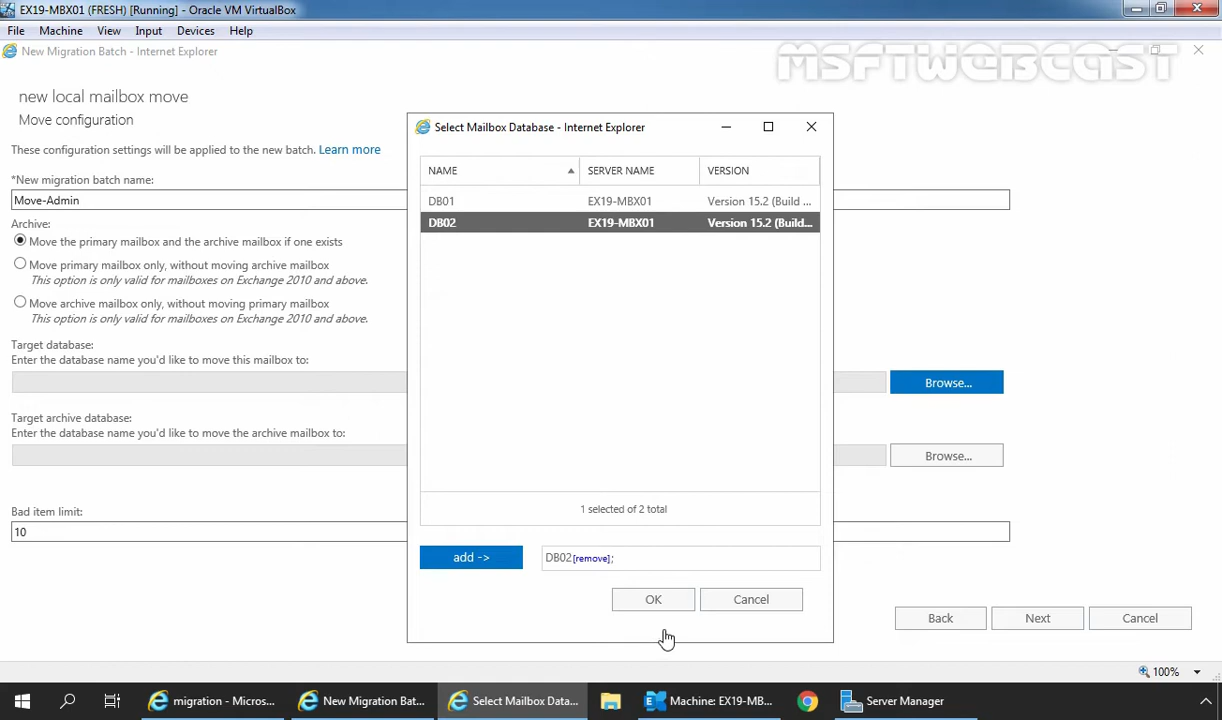 EX19-MBX01 (FRESH) [Running] - Oracle VM VirtualBox
File Machine View Input Devices Help
New Migration Batch - Internet Explorer
MSFTWEBCAST
new local mailbox move
Move configuration
These configuration settings will be applied to the new batch. Learn more
*New migration batch name:
Move-Admin
Archive:
Move the primary mailbox and the archive mailbox if one exists
Move primary mailbox only, without moving archive mailbox
This option is only valid for mailboxes on Exchange 2010 and above.
Move archive mailbox only, without moving primary mailbox
This option is only valid for mailboxes on Exchange 2010 and above.
Target database:
Enter the database name you'd like to move this mailbox to:
Browse...
Target archive database:
Enter the database name you'd like to move the archive mailbox to:
Browse...
Bad item limit:
10
Select Mailbox Database - Internet Explorer
NAME SERVER NAME VERSION
DB01 EX19-MBX01 Version 15.2 (Build ...
DB02 EX19-MBX01 Version 15.2 (Build...
1 selected of 2 total
add -> DB02[remove];
OK Cancel
Back Next Cancel
100%
migration - Micros... New Migration Bat... Select Mailbox Data... Machine: EX19-MB... Server Manager